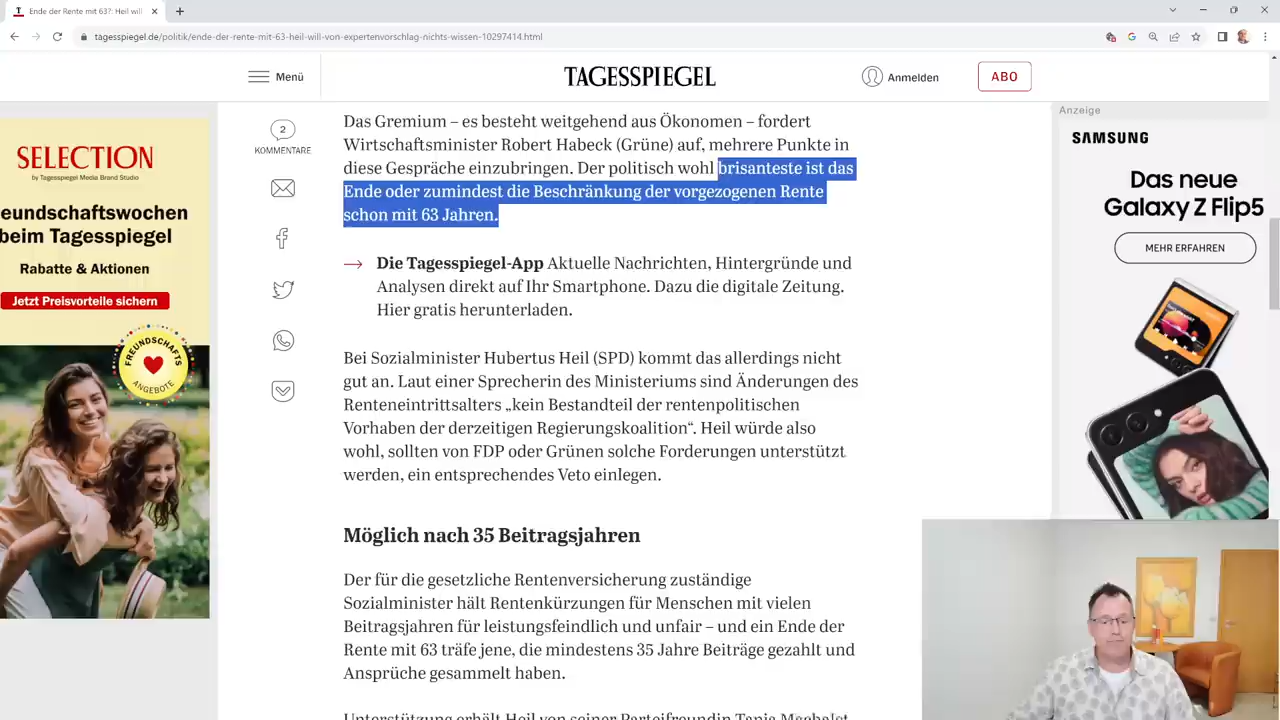 Ende der Rente mit 63?: Heil wil
tagesspiegel.de/politik/ende-der-rente-mit-63-heil-will-von-expertenvorschlag-nichts-wissen-10297414.html
Menü
TAGESSPIEGEL
Anmelden
ABO
Anzeige
SELECTION
by Tagesspiegel Media Brand Studio
eundschaftswochen
beim Tagesspiegel
Rabatte & Aktionen
Jetzt Preisvorteile sichern
FREUNDSCHAFTS
ANGEBOTE
2
KOMMENTARE
Das Gremium – es besteht weitgehend aus Ökonomen – fordert
Wirtschaftsminister Robert Habeck (Grüne) auf, mehrere Punkte in
diese Gespräche einzubringen. Der politisch wohl brisanteste ist das
Ende oder zumindest die Beschränkung der vorgezogenen Rente
schon mit 63 Jahren.
Die Tagesspiegel-App Aktuelle Nachrichten, Hintergründe und
Analysen direkt auf Ihr Smartphone. Dazu die digitale Zeitung.
Hier gratis herunterladen.
Bei Sozialminister Hubertus Heil (SPD) kommt das allerdings nicht
gut an. Laut einer Sprecherin des Ministeriums sind Änderungen des
Renteneintrittsalters „kein Bestandteil der rentenpolitischen
Vorhaben der derzeitigen Regierungskoalition“. Heil würde also
wohl, sollten von FDP oder Grünen solche Forderungen unterstützt
werden, ein entsprechendes Veto einlegen.
Möglich nach 35 Beitragsjahren
Der für die gesetzliche Rentenversicherung zuständige
Sozialminister hält Rentenkürzungen für Menschen mit vielen
Beitragsjahren für leistungsfeindlich und unfair – und ein Ende der
Rente mit 63 träfe jene, die mindestens 35 Jahre Beiträge gezahlt und
Ansprüche gesammelt haben.
Unterstützung erhält Heil von seiner Parteifreundin Tanja
SAMSUNG
Das neue
Galaxy Z Flip5
MEHR ERFAHREN